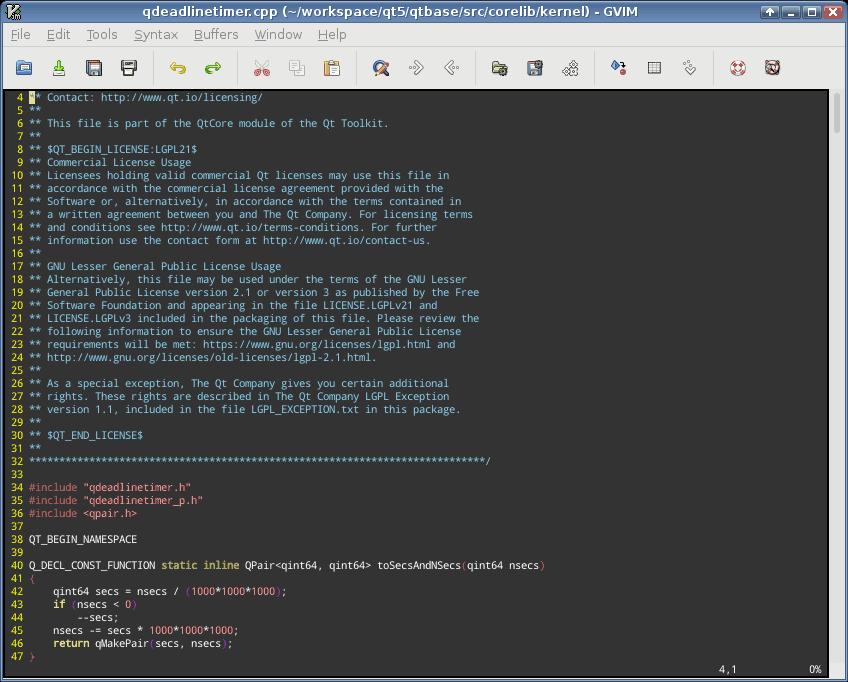 qdeadlinetimer.cpp (~/workspace/qt5/qtbase/src/corelib/kernel) - GVIM
File Edit Tools Syntax Buffers Window Help
4 ** Contact: http://www.qt.io/licensing/
5 **
6 ** This file is part of the QtCore module of the Qt Toolkit.
7 **
8 ** $QT_BEGIN_LICENSE:LGPL21$
9 ** Commercial License Usage
10 ** Licensees holding valid commercial Qt licenses may use this file in
11 ** accordance with the commercial license agreement provided with the
12 ** Software or, alternatively, in accordance with the terms contained in
13 ** a written agreement between you and The Qt Company. For licensing terms
14 ** and conditions see http://www.qt.io/terms-conditions. For further
15 ** information use the contact form at http://www.qt.io/contact-us.
16 **
17 ** GNU Lesser General Public License Usage
18 ** Alternatively, this file may be used under the terms of the GNU Lesser
19 ** General Public License version 2.1 or version 3 as published by the Free
20 ** Software Foundation and appearing in the file LICENSE.LGPLv21 and
21 ** LICENSE.LGPLv3 included in the packaging of this file. Please review the
22 ** following information to ensure the GNU Lesser General Public License
23 ** requirements will be met: https://www.gnu.org/licenses/lgpl.html and
24 ** http://www.gnu.org/licenses/old-licenses/lgpl-2.1.html.
25 **
26 ** As a special exception, The Qt Company gives you certain additional
27 ** rights. These rights are described in The Qt Company LGPL Exception
28 ** version 1.1, included in the file LGPL_EXCEPTION.txt in this package.
29 **
30 ** $QT_END_LICENSE$
31 **
32 ****************************************************************************/
33
34 #include "qdeadlinetimer.h"
35 #include "qdeadlinetimer_p.h"
36 #include <qpair.h>
37
38 QT_BEGIN_NAMESPACE
39
40 Q_DECL_CONST_FUNCTION static inline QPair<qint64, qint64> toSecsAndNSecs(qint64 nsecs)
41 {
42     qint64 secs = nsecs / (1000*1000*1000);
43     if (nsecs < 0)
44         --secs;
45     nsecs -= secs * 1000*1000*1000;
46     return qMakePair(secs, nsecs);
47 }
4,1 0%